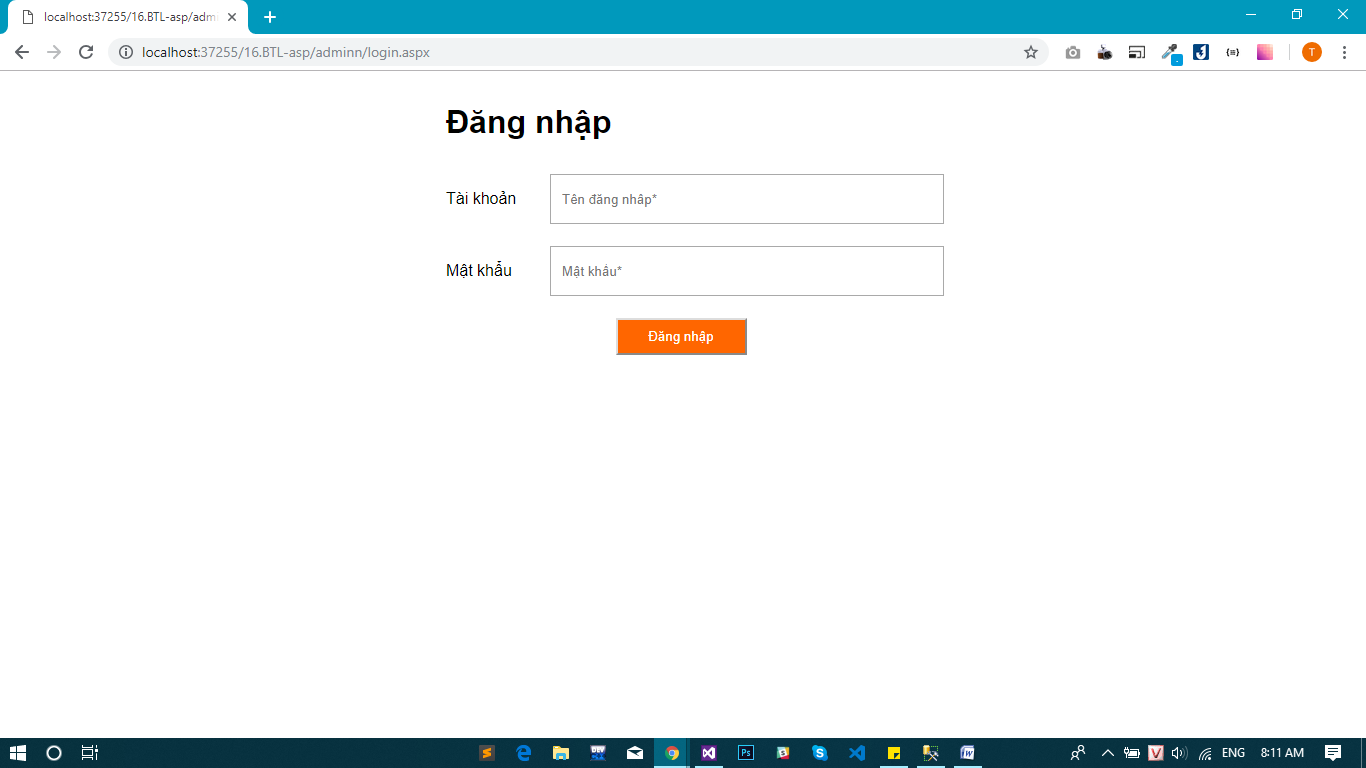 localhost:37255/16.BTL-asp/adm
localhost:37255/16.BTL-asp/adminn/login.aspx
T
Đăng nhập
Tài khoản
Tên đăng nhâp*
Mật khẩu
Mật khẩu*
Đăng nhập
ENG
8:11 AM